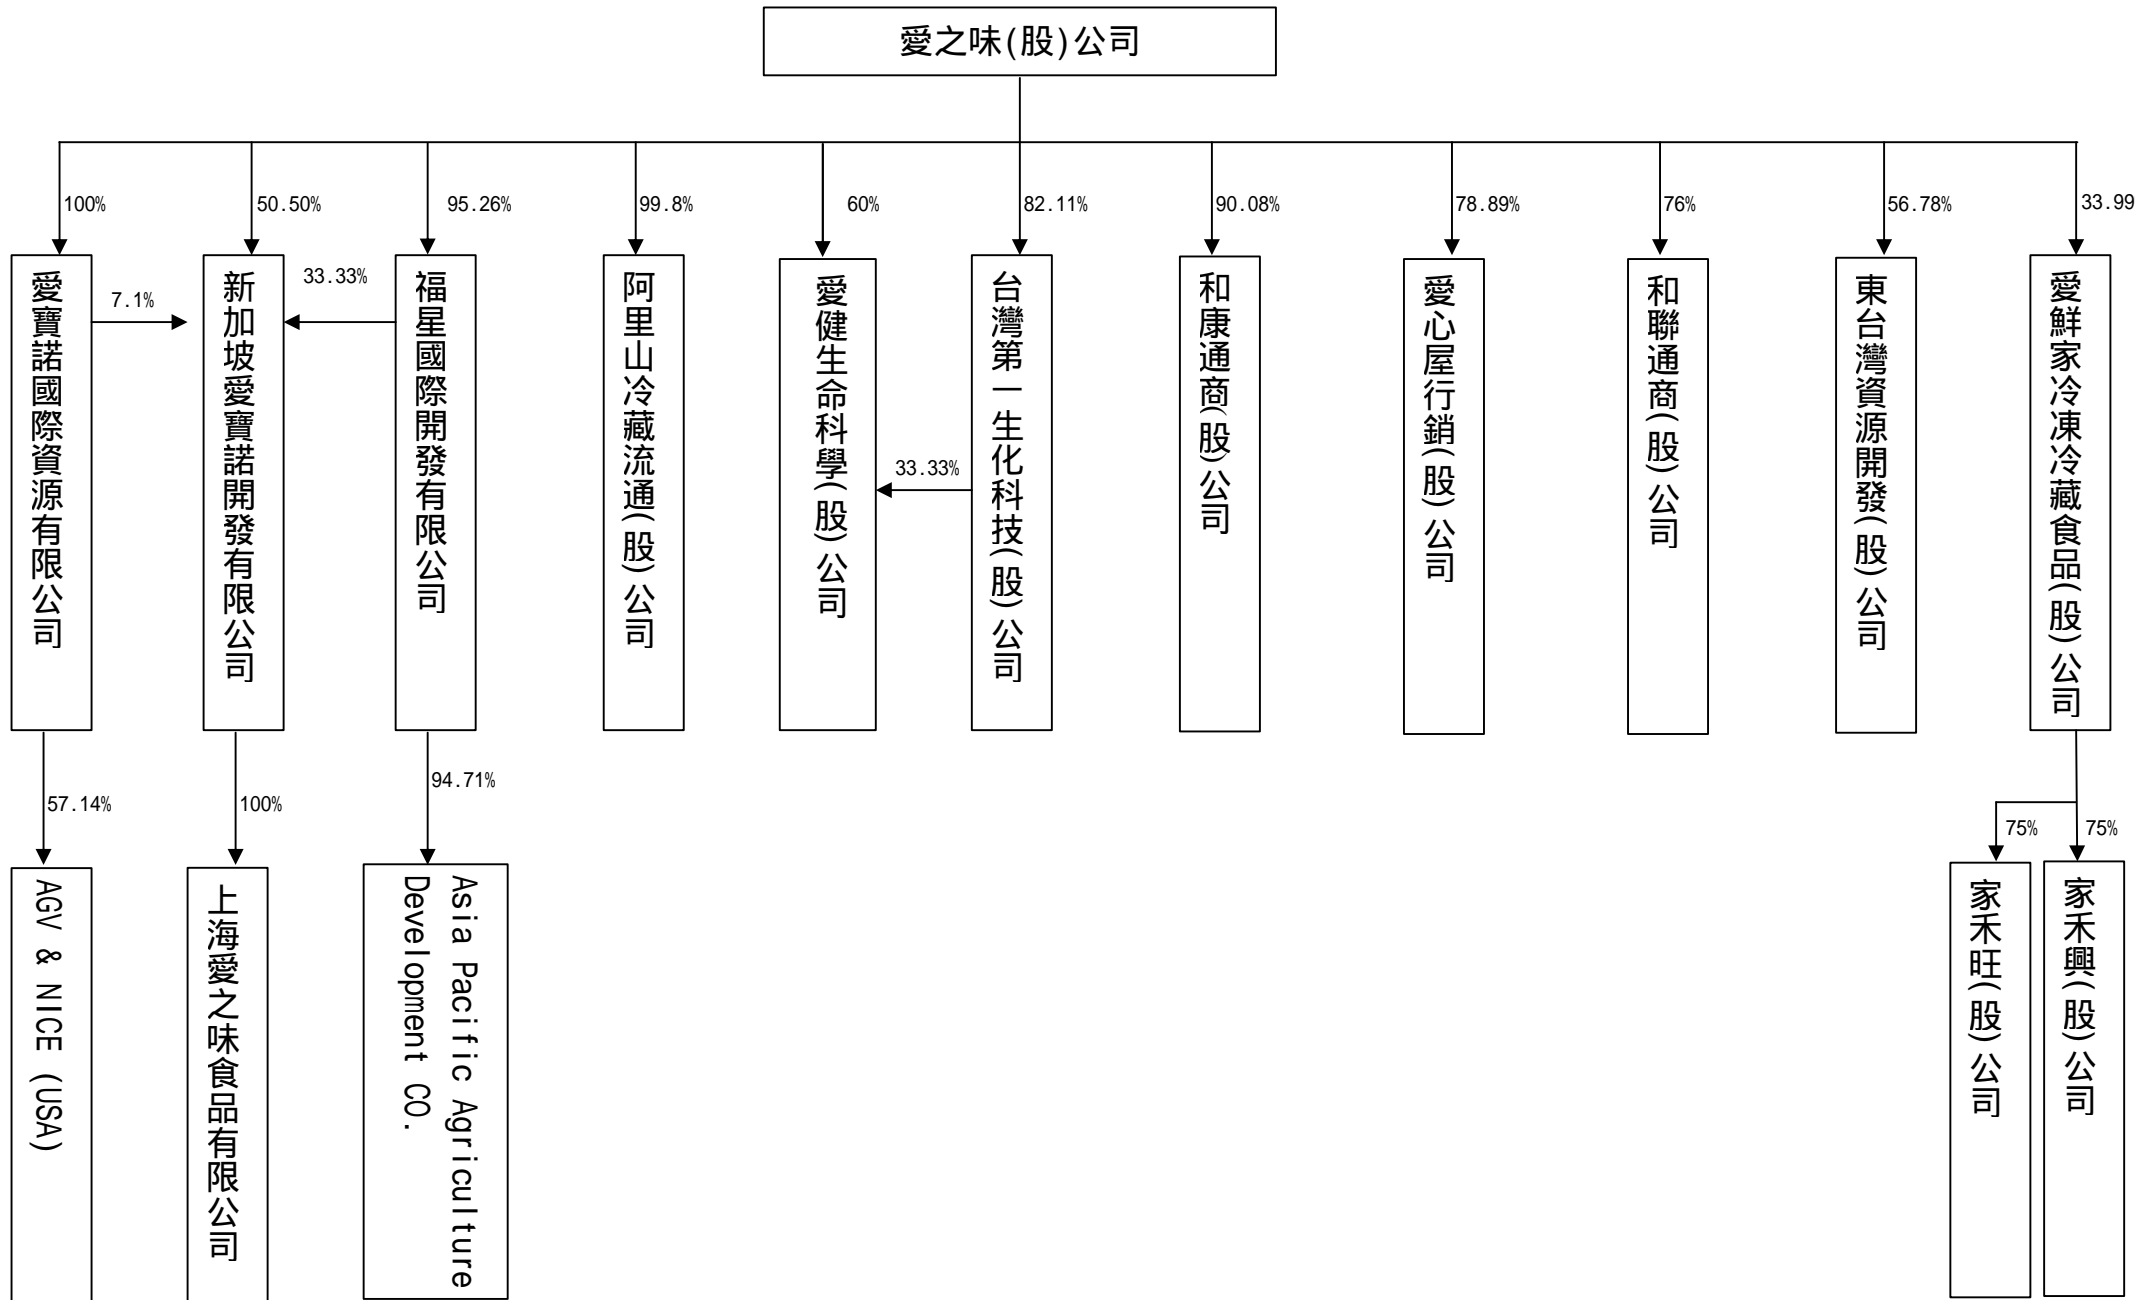 愛之味(股)公司
100%
50.50%
95.26%
99.8%
60%
82.11%
90.08%
78.89%
76%
56.78%
33.99
愛寶諾國際資源有限公司
7.1%
新加坡愛寶諾開發有限公司
33.33%
福星國際開發有限公司
阿里山冷藏流通(股)公司
愛健生命科學(股)公司
33.33%
台灣第一生化科技(股)公司
和康通商(股)公司
愛心屋行銷(股)公司
和聯通商(股)公司
東台灣資源開發(股)公司
愛鮮家冷凍冷藏食品(股)公司
57.14%
100%
94.71%
75%
75%
AGV & NICE (USA)
上海愛之味食品有限公司
Asia Pacific Agriculture
Development CO.
家禾旺(股)公司
家禾興(股)公司